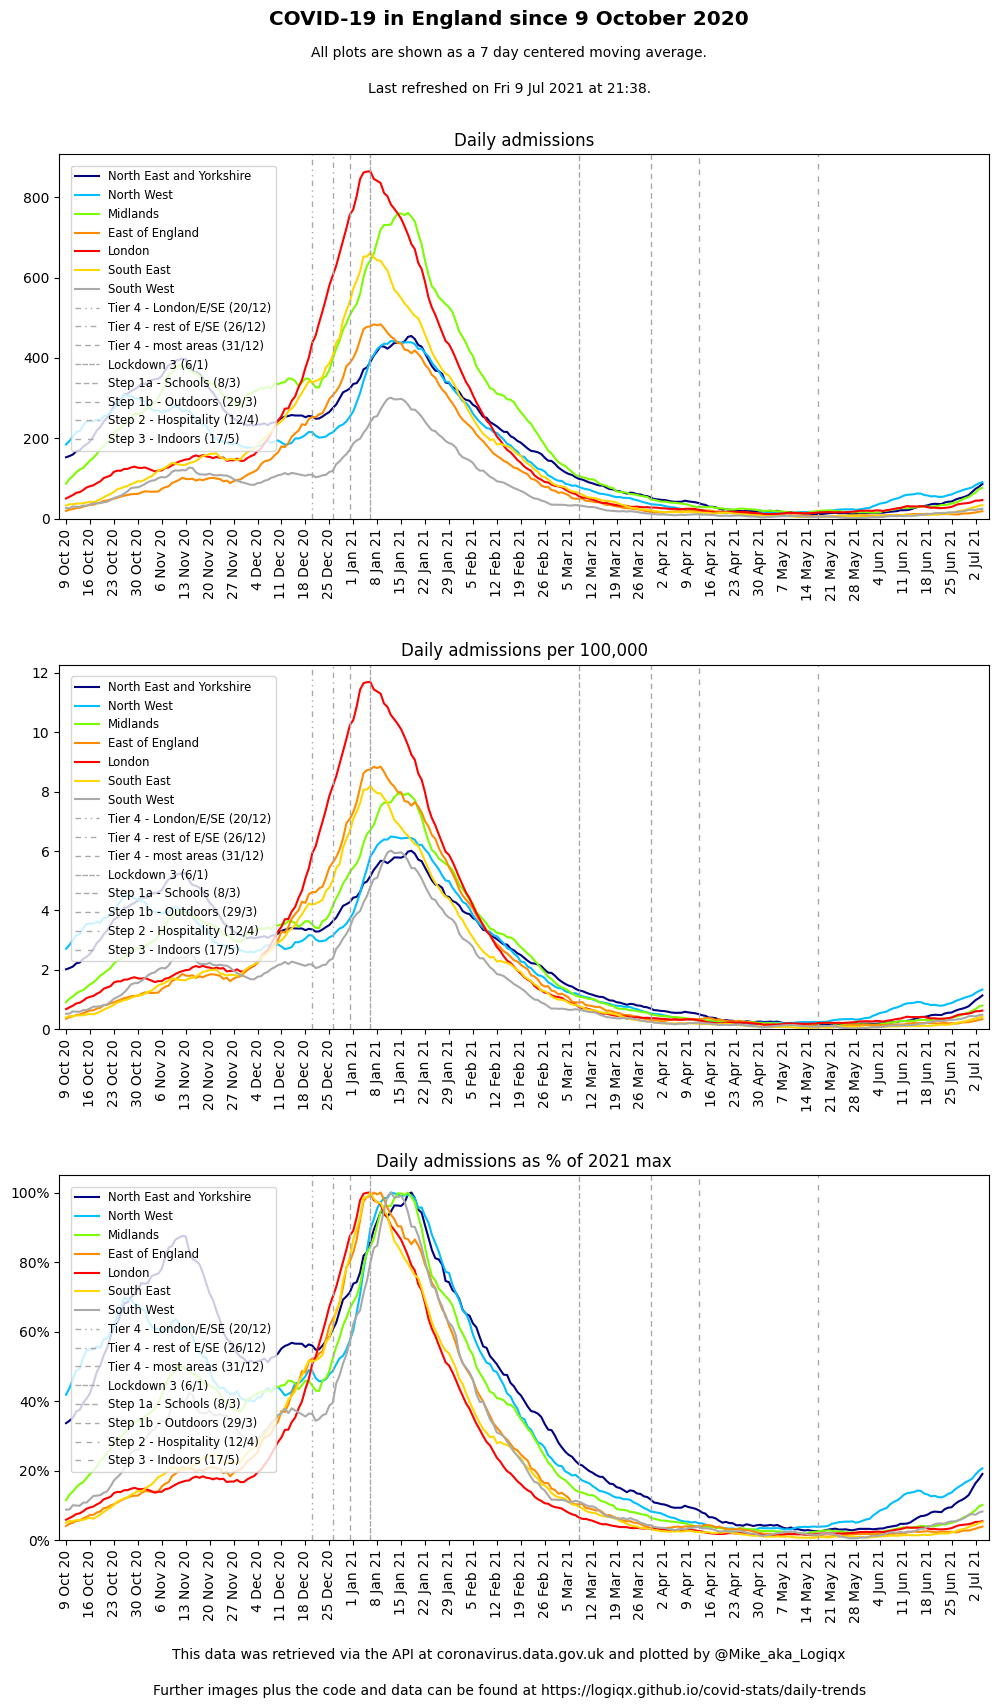 COVID-19 in England since 9 October 2020
All plots are shown as a 7 day centered moving average.
Last refreshed on Fri 9 Jul 2021 at 21:38.
Daily admissions
800
600
400
200
0
North East and Yorkshire
North West
Midlands
East of England
London
South East
South West
Tier 4 - London/E/SE (20/12)
Tier 4 - rest of E/SE (26/12)
Tier 4 - most areas (31/12)
Lockdown 3 (6/1)
Step 1a - Schools (8/3)
Step 1b - Outdoors (29/3)
Step 2 - Hospitality (12/4)
Step 3 - Indoors (17/5)
9 Oct 20
16 Oct 20
23 Oct 20
30 Oct 20
6 Nov 20
13 Nov 20
20 Nov 20
27 Nov 20
4 Dec 20
11 Dec 20
18 Dec 20
25 Dec 20
1 Jan 21
8 Jan 21
15 Jan 21
22 Jan 21
29 Jan 21
5 Feb 21
12 Feb 21
19 Feb 21
26 Feb 21
5 Mar 21
12 Mar 21
19 Mar 21
26 Mar 21
2 Apr 21
9 Apr 21
16 Apr 21
23 Apr 21
30 Apr 21
7 May 21
14 May 21
21 May 21
28 May 21
4 Jun 21
11 Jun 21
18 Jun 21
25 Jun 21
2 Jul 21
Daily admissions per 100,000
12
10
8
6
4
2
0
North East and Yorkshire
North West
Midlands
East of England
London
South East
South West
Tier 4 - London/E/SE (20/12)
Tier 4 - rest of E/SE (26/12)
Tier 4 - most areas (31/12)
Lockdown 3 (6/1)
Step 1a - Schools (8/3)
Step 1b - Outdoors (29/3)
Step 2 - Hospitality (12/4)
Step 3 - Indoors (17/5)
9 Oct 20
16 Oct 20
23 Oct 20
30 Oct 20
6 Nov 20
13 Nov 20
20 Nov 20
27 Nov 20
4 Dec 20
11 Dec 20
18 Dec 20
25 Dec 20
1 Jan 21
8 Jan 21
15 Jan 21
22 Jan 21
29 Jan 21
5 Feb 21
12 Feb 21
19 Feb 21
26 Feb 21
5 Mar 21
12 Mar 21
19 Mar 21
26 Mar 21
2 Apr 21
9 Apr 21
16 Apr 21
23 Apr 21
30 Apr 21
7 May 21
14 May 21
21 May 21
28 May 21
4 Jun 21
11 Jun 21
18 Jun 21
25 Jun 21
2 Jul 21
Daily admissions as % of 2021 max
100%
80%
60%
40%
20%
0%
North East and Yorkshire
North West
Midlands
East of England
London
South East
South West
Tier 4 - London/E/SE (20/12)
Tier 4 - rest of E/SE (26/12)
Tier 4 - most areas (31/12)
Lockdown 3 (6/1)
Step 1a - Schools (8/3)
Step 1b - Outdoors (29/3)
Step 2 - Hospitality (12/4)
Step 3 - Indoors (17/5)
9 Oct 20
16 Oct 20
23 Oct 20
30 Oct 20
6 Nov 20
13 Nov 20
20 Nov 20
27 Nov 20
4 Dec 20
11 Dec 20
18 Dec 20
25 Dec 20
1 Jan 21
8 Jan 21
15 Jan 21
22 Jan 21
29 Jan 21
5 Feb 21
12 Feb 21
19 Feb 21
26 Feb 21
5 Mar 21
12 Mar 21
19 Mar 21
26 Mar 21
2 Apr 21
9 Apr 21
16 Apr 21
23 Apr 21
30 Apr 21
7 May 21
14 May 21
21 May 21
28 May 21
4 Jun 21
11 Jun 21
18 Jun 21
25 Jun 21
2 Jul 21
This data was retrieved via the API at coronavirus.data.gov.uk and plotted by @Mike_aka_Logiqx
Further images plus the code and data can be found at https://logiqx.github.io/covid-stats/daily-trends